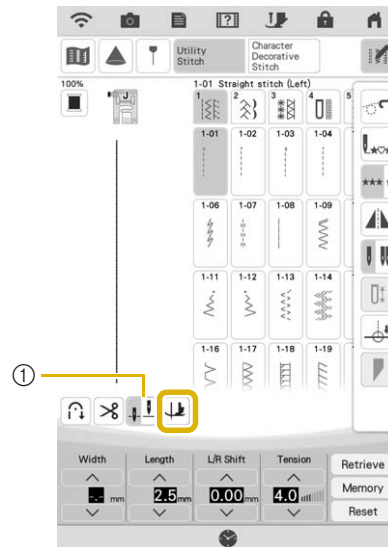 Utility
Stitch
Character
Decorative
Stitch
100%
J
1-01 Straight stitch (Left)
1 2 3 4 5
1-01 1-02 1-03 1-04
1-06 1-07 1-08 1-09
1-11 1-12 1-13 1-14
1-16 1-17 1-18 1-19
①
Width Length L/R Shift Tension
-.- mm 2.5 mm 0.00 mm 4.0
Retrieve
Memory
Reset